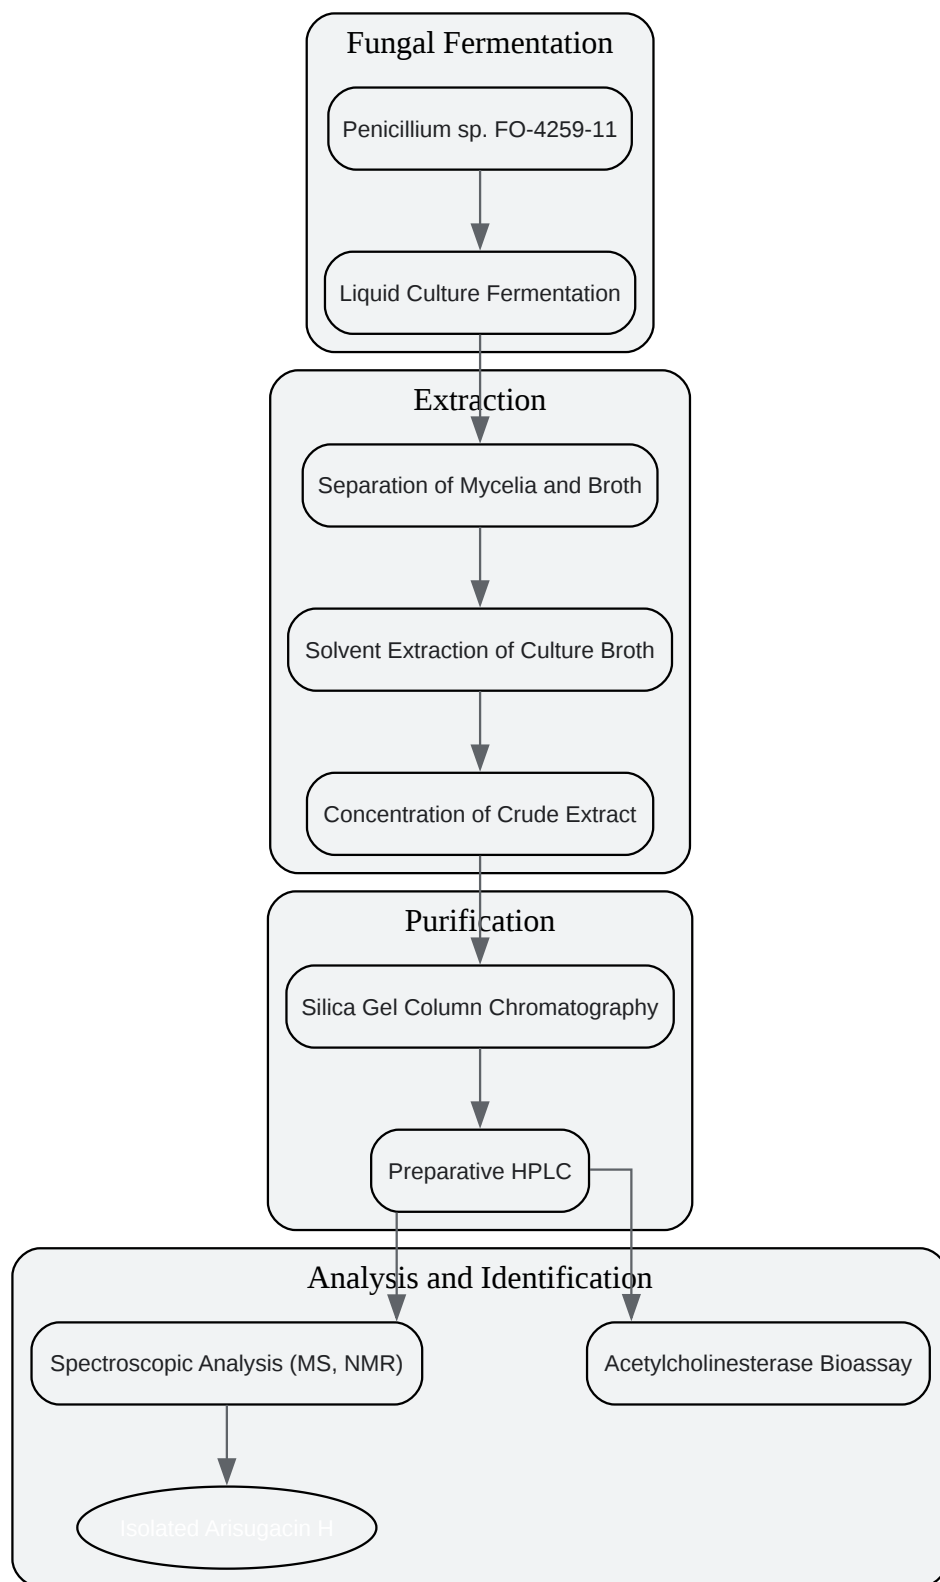 Fungal Fermentation
Penicillium sp. FO-4259-11
Liquid Culture Fermentation
Extraction
Separation of Mycelia and Broth
Solvent Extraction of Culture Broth
Concentration of Crude Extract
Purification
Silica Gel Column Chromatography
Preparative HPLC
Analysis and Identification
Spectroscopic Analysis (MS, NMR)
Acetylcholinesterase Bioassay
Isolated Arisugacin H